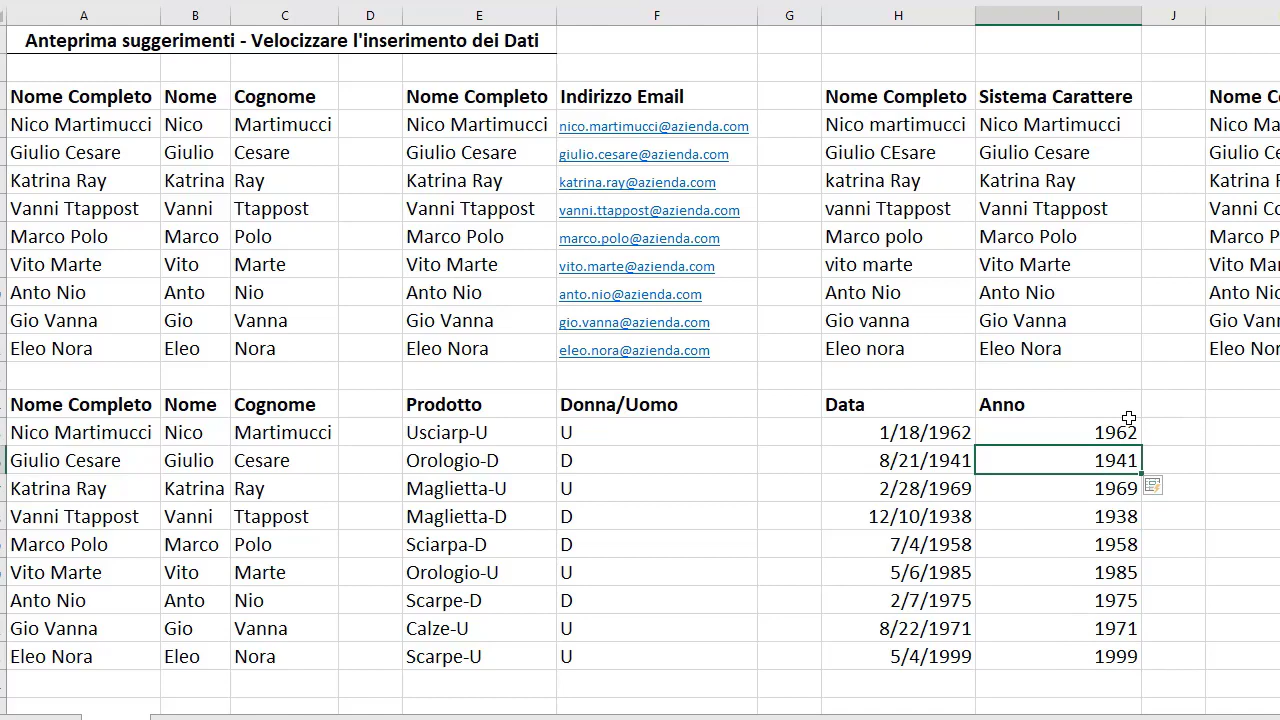 A B C D E F G H I J
Anteprima suggerimenti - Velocizzare l'inserimento dei Dati
Nome Completo Nome Cognome Nome Completo Indirizzo Email Nome Completo Sistema Carattere Nome Co
Nico Martimucci Nico Martimucci Nico Martimucci nico.martimucci@azienda.com Nico martimucci Nico Martimucci Nico Ma
Giulio Cesare Giulio Cesare Giulio Cesare giulio.cesare@azienda.com Giulio CEsare Giulio Cesare Giulio Ce
Katrina Ray Katrina Ray Katrina Ray katrina.ray@azienda.com katrina Ray Katrina Ray Katrina
Vanni Ttappost Vanni Ttappost Vanni Ttappost vanni.ttappost@azienda.com vanni Ttappost Vanni Ttappost Vanni Co
Marco Polo Marco Polo Marco Polo marco.polo@azienda.com Marco polo Marco Polo Marco P
Vito Marte Vito Marte Vito Marte vito.marte@azienda.com vito marte Vito Marte Vito Mar
Anto Nio Anto Nio Anto Nio anto.nio@azienda.com Anto Nio Anto Nio Anto Nio
Gio Vanna Gio Vanna Gio Vanna gio.vanna@azienda.com Gio vanna Gio Vanna Gio Vann
Eleo Nora Eleo Nora Eleo Nora eleo.nora@azienda.com Eleo nora Eleo Nora Eleo Nor
Nome Completo Nome Cognome Prodotto Donna/Uomo Data Anno
Nico Martimucci Nico Martimucci Usciarp-U U 1/18/1962 1962
Giulio Cesare Giulio Cesare Orologio-D D 8/21/1941 1941
Katrina Ray Katrina Ray Maglietta-U U 2/28/1969 1969
Vanni Ttappost Vanni Ttappost Maglietta-D D 12/10/1938 1938
Marco Polo Marco Polo Sciarpa-D D 7/4/1958 1958
Vito Marte Vito Marte Orologio-U U 5/6/1985 1985
Anto Nio Anto Nio Scarpe-D D 2/7/1975 1975
Gio Vanna Gio Vanna Calze-U U 8/22/1971 1971
Eleo Nora Eleo Nora Scarpe-U U 5/4/1999 1999